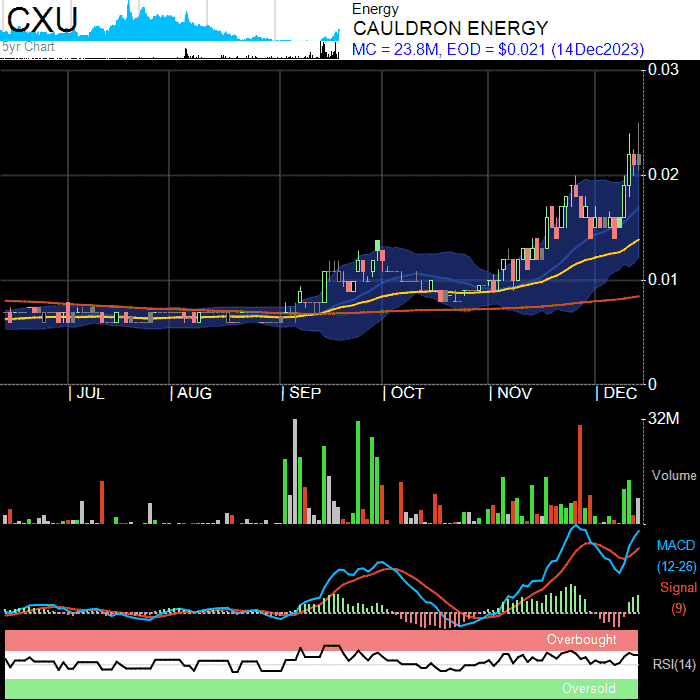 CXU
5yr Chart
Energy
CAULDRON ENERGY
MC = 23.8M, EOD = $0.021 (14Dec2023)
0.03
0.02
0.01
0
JUL AUG SEP OCT NOV DEC
32M
Volume
MACD
(12-26)
Signal
(9)
Overbought
RSI(14)
Oversold